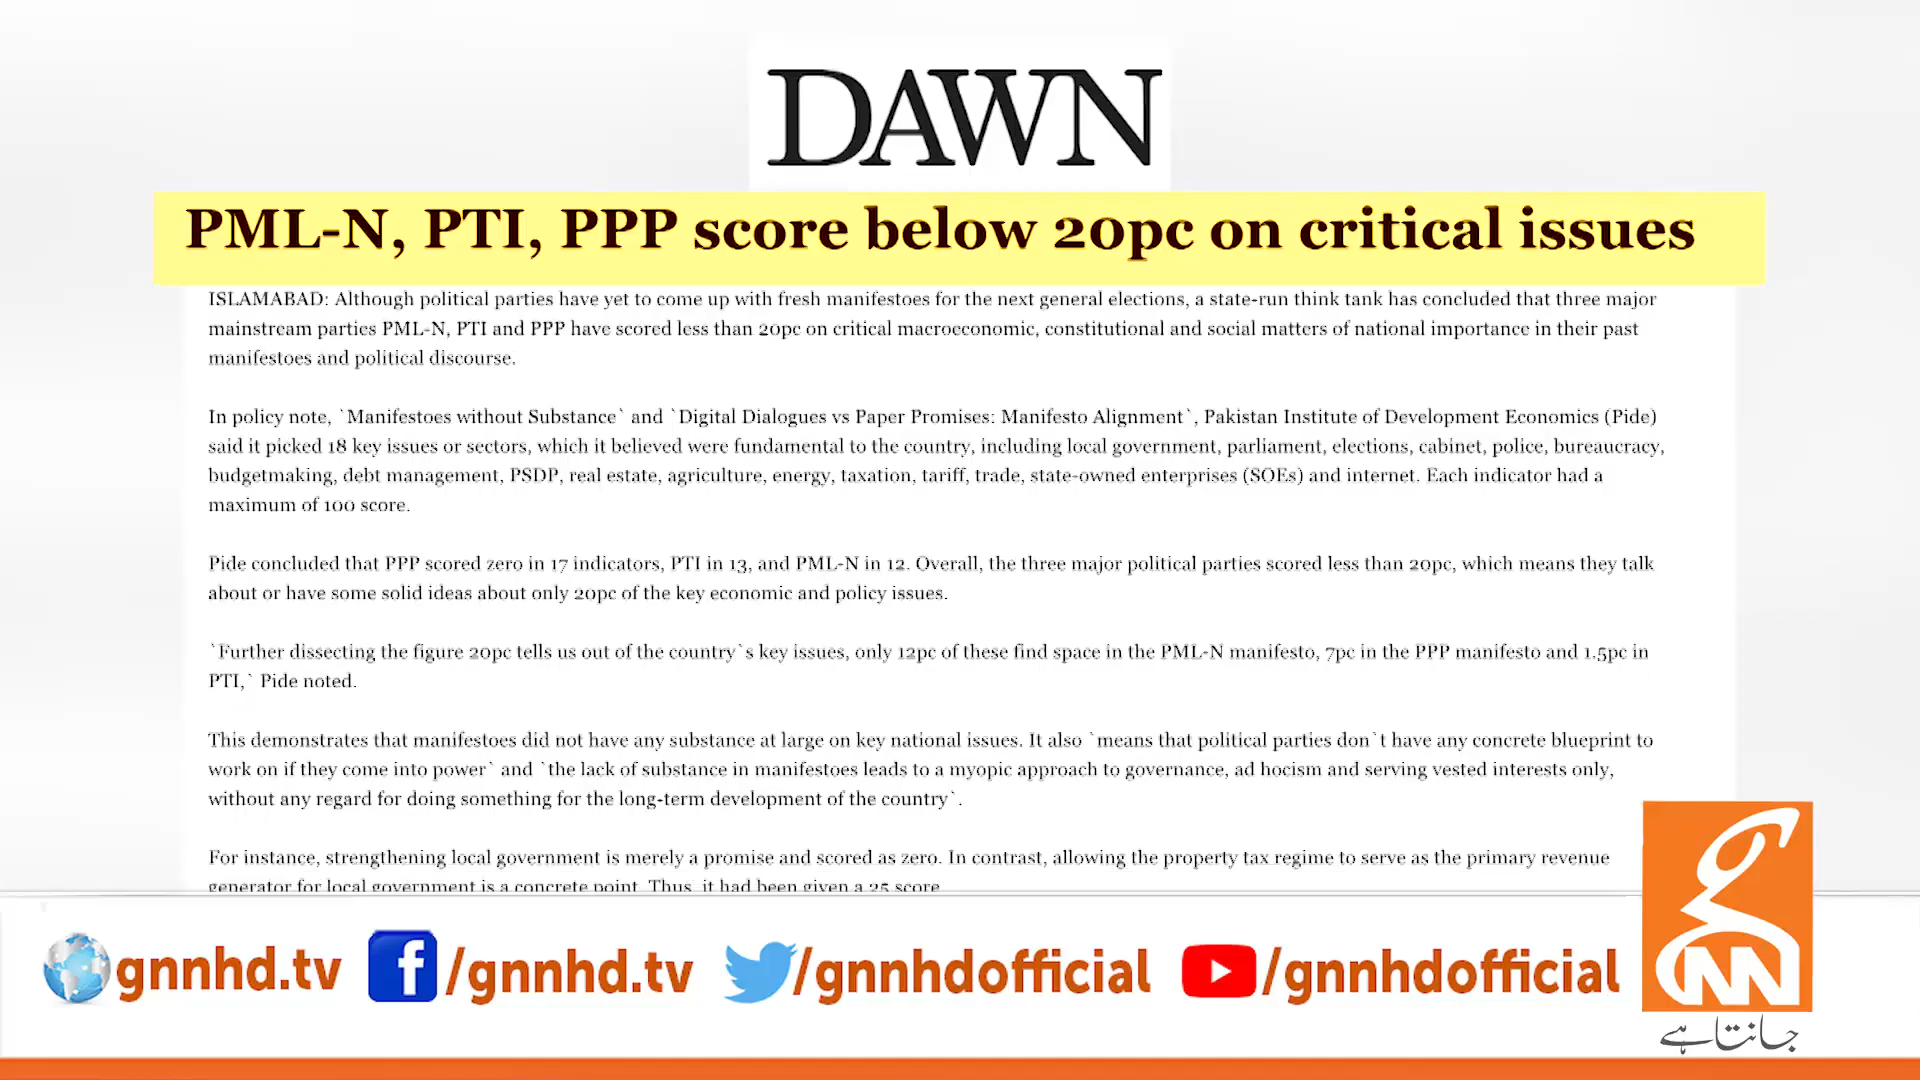 DAWN
PML-N, PTI, PPP score below 20pc on critical issues
ISLAMABAD: Although political parties have yet to come up with fresh manifestoes for the next general elections, a state-run think tank has concluded that three major
mainstream parties PML-N, PTI and PPP have scored less than 20pc on critical macroeconomic, constitutional and social matters of national importance in their past
manifestoes and political discourse.
In policy note, `Manifestoes without Substance` and `Digital Dialogues vs Paper Promises: Manifesto Alignment`, Pakistan Institute of Development Economics (Pide)
said it picked 18 key issues or sectors, which it believed were fundamental to the country, including local government, parliament, elections, cabinet, police, bureaucracy,
budgetmaking, debt management, PSDP, real estate, agriculture, energy, taxation, tariff, trade, state-owned enterprises (SOEs) and internet. Each indicator had a
maximum of 100 score.
Pide concluded that PPP scored zero in 17 indicators, PTI in 13, and PML-N in 12. Overall, the three major political parties scored less than 20pc, which means they talk
about or have some solid ideas about only 20pc of the key economic and policy issues.
`Further dissecting the figure 20pc tells us out of the country`s key issues, only 12pc of these find space in the PML-N manifesto, 7pc in the PPP manifesto and 1.5pc in
PTI,` Pide noted.
This demonstrates that manifestoes did not have any substance at large on key national issues. It also `means that political parties don`t have any concrete blueprint to
work on if they come into power` and `the lack of substance in manifestoes leads to a myopic approach to governance, ad hocism and serving vested interests only,
without any regard for doing something for the long-term development of the country`.
For instance, strengthening local government is merely a promise and scored as zero. In contrast, allowing the property tax regime to serve as the primary revenue
generator for local government is a concrete point. Thus, it had been given a 25 score
gnnhd.tv /gnnhd.tv /gnnhdofficial /gnnhdofficial
GNN
جانتا ہے